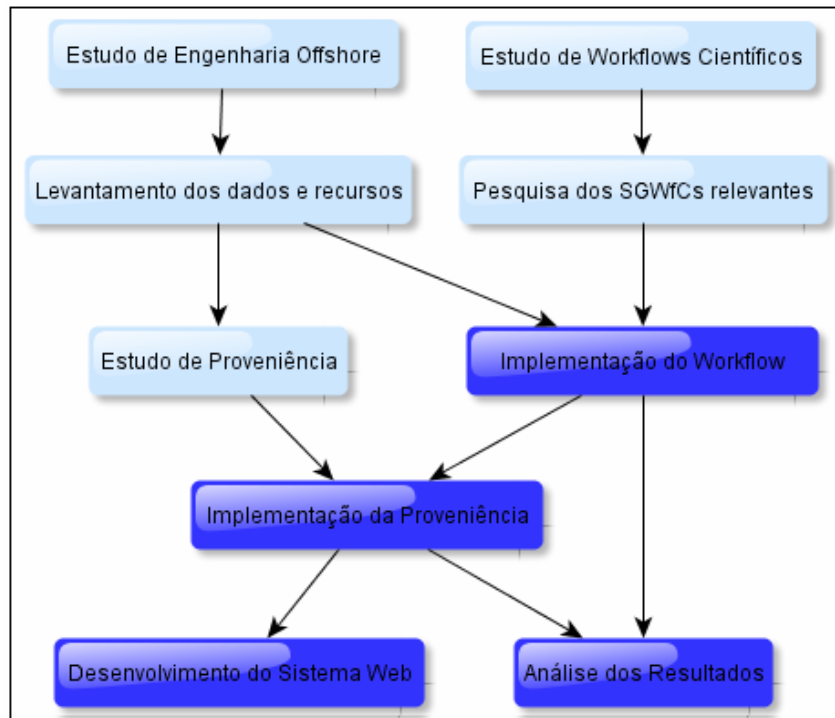 Estudo de Engenharia Offshore
Estudo de Workflows Científicos
Levantamento dos dados e recursos
Pesquisa dos SGWfCs relevantes
Estudo de Proveniência
Implementação do Workflow
Implementação da Proveniência
Desenvolvimento do Sistema Web
Análise dos Resultados